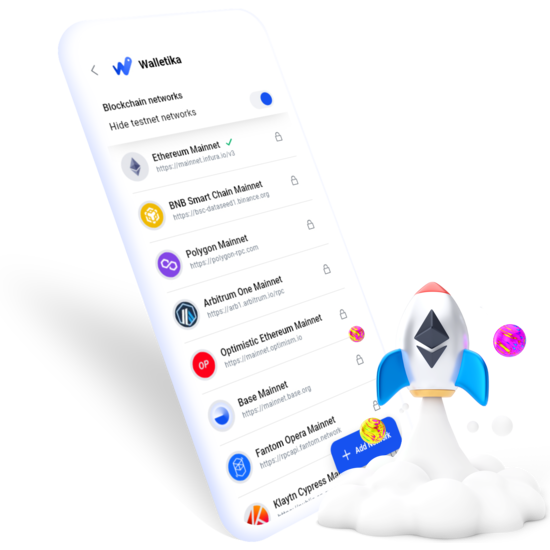 Walletika
Blockchain networks
Hide testnet networks
Ethereum Mainnet
https://mainnet.infura.io/v3
BNB Smart Chain Mainnet
https://bsc-dataseed1.binance.org
Polygon Mainnet
https://polygon-rpc.com
Arbitrum One Mainnet
https://arb1.arbitrum.io/rpc
Optimistic Ethereum Mainnet
https://mainnet.optimism.io
OP
Base Mainnet
https://mainnet.base.org
Fantom Opera Mainnet
https://rpcapi.fantom.network
Add
Klaytn Cypress